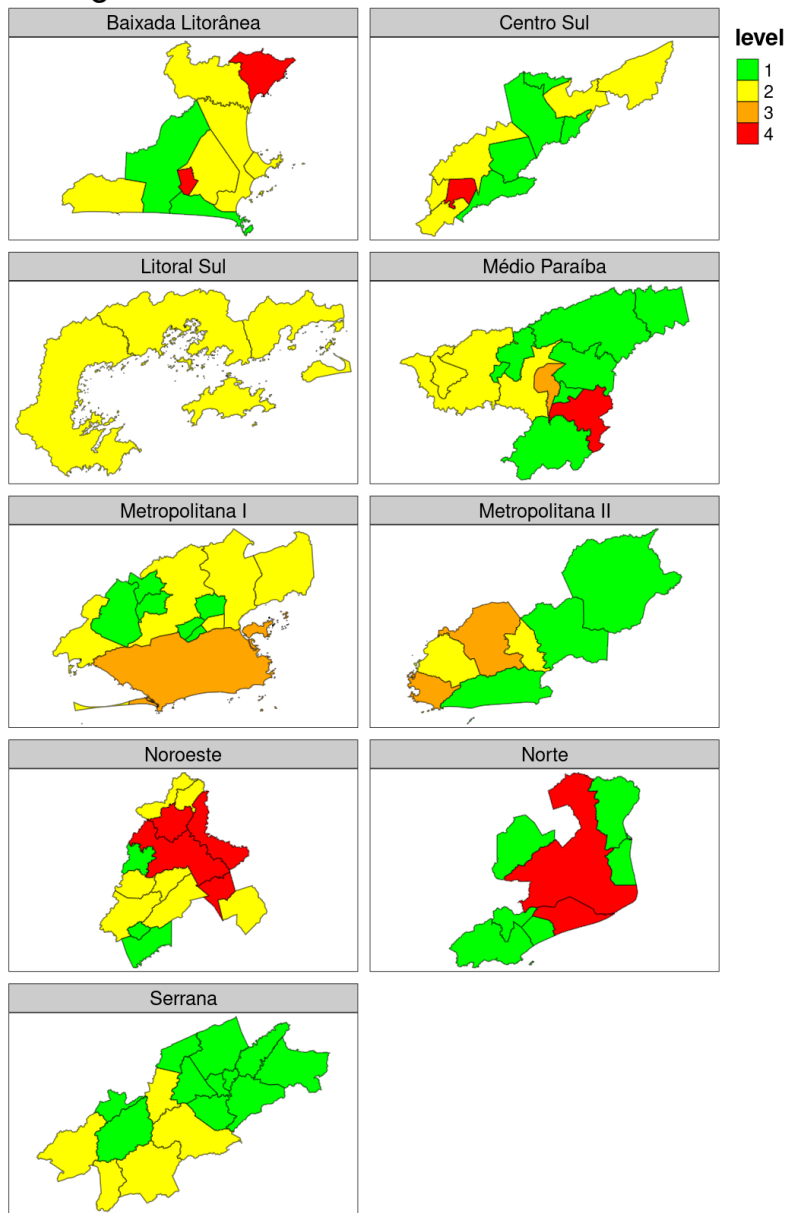 Baixada Litorânea
Centro Sul
level
1
2
3
4
Litoral Sul
Médio Paraíba
Metropolitana I
Metropolitana II
Noroeste
Norte
Serrana